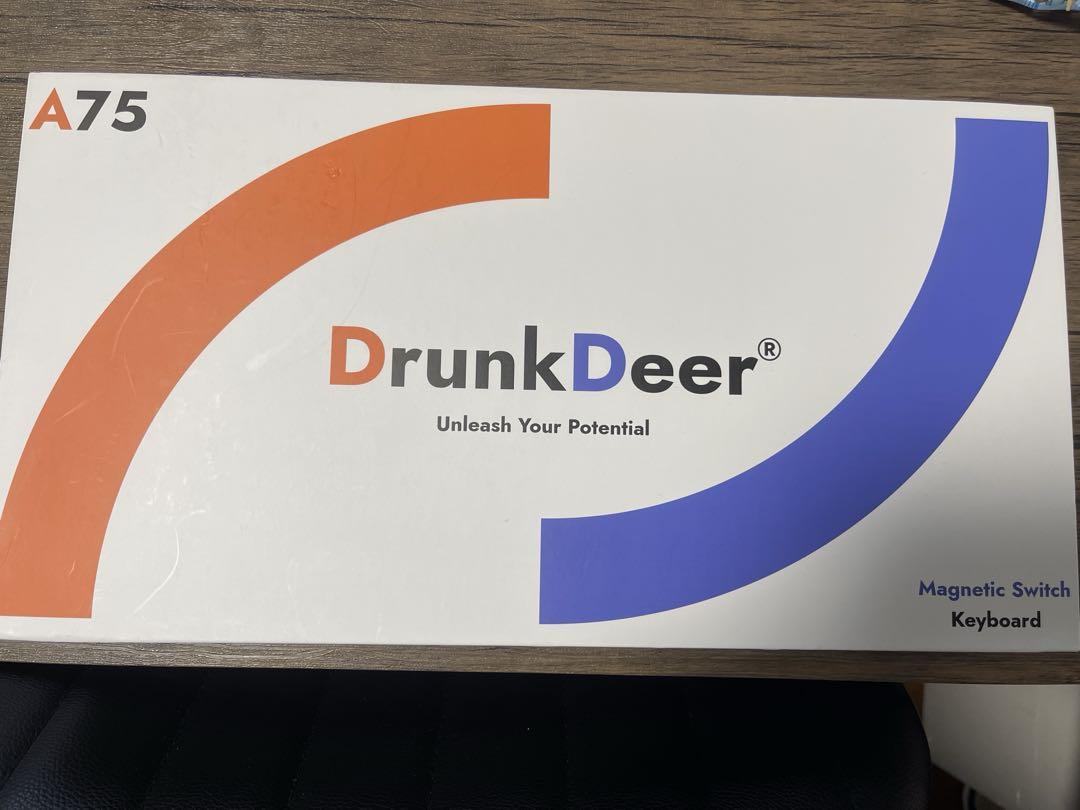 A75
DrunkDeer®
Unleash Your Potential
Magnetic Switch
Keyboard